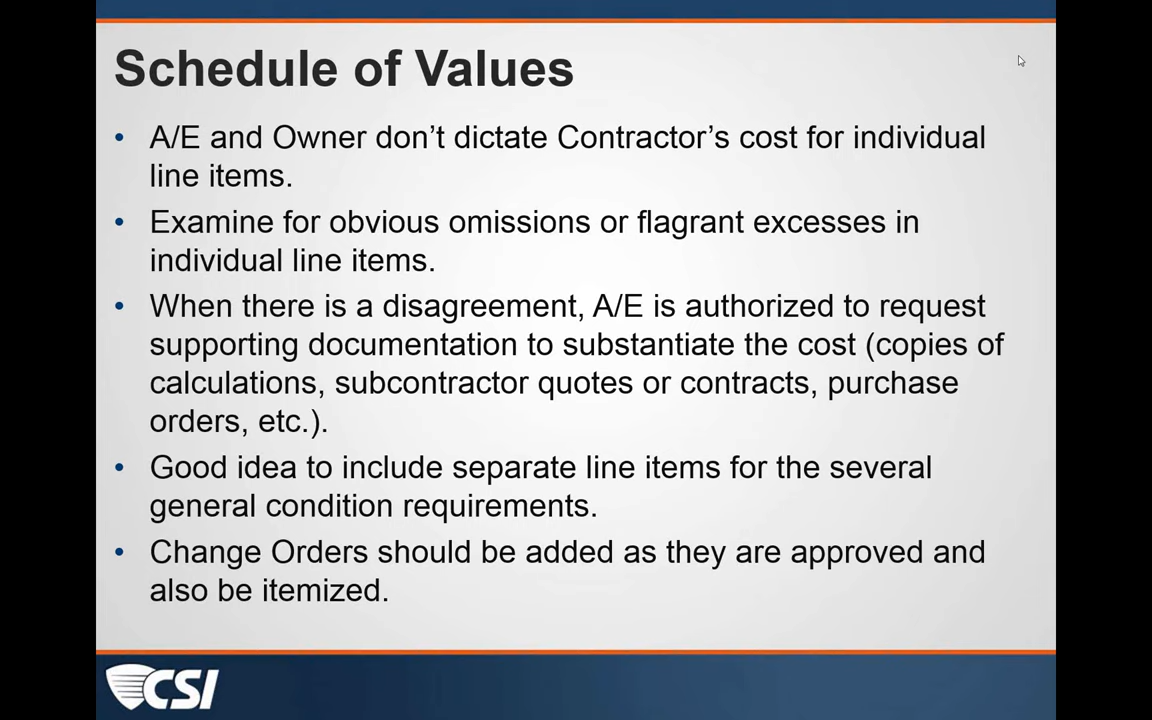 Schedule of Values
• A/E and Owner don’t dictate Contractor’s cost for individual
line items.
• Examine for obvious omissions or flagrant excesses in
individual line items.
• When there is a disagreement, A/E is authorized to request
supporting documentation to substantiate the cost (copies of
calculations, subcontractor quotes or contracts, purchase
orders, etc.).
• Good idea to include separate line items for the several
general condition requirements.
• Change Orders should be added as they are approved and
also be itemized.
CSI